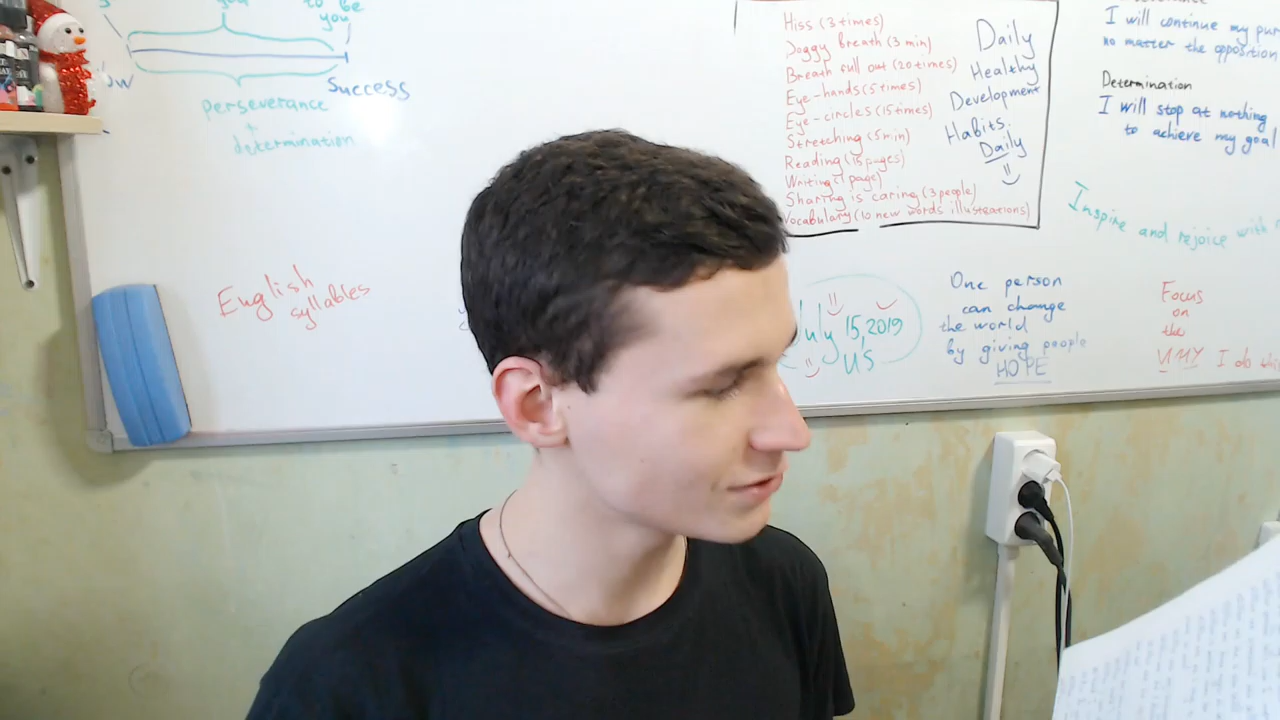 to be
you
Success
perseverance
determination
English
syllables
Hiss (3 times)
Doggy breath (3 min)
Breath full out (20 times)
Eye-hands (5 times)
Eye-circles (15 times)
Stretching (5 min)
Reading (15 pages)
Writing (1 page)
Sharing is caring (3 people)
Vocabulary (10 new words illustrations)
Daily
Healthy
Development
Habits:
Daily
I will continue my pur
no matter the opposition
Determination
I will stop at nothing
to achieve my goal
Inspire and rejoice with
July 15, 2019
US
One person
can change
the world
by giving people
HOPE
Focus
on
the
WHY I do thi